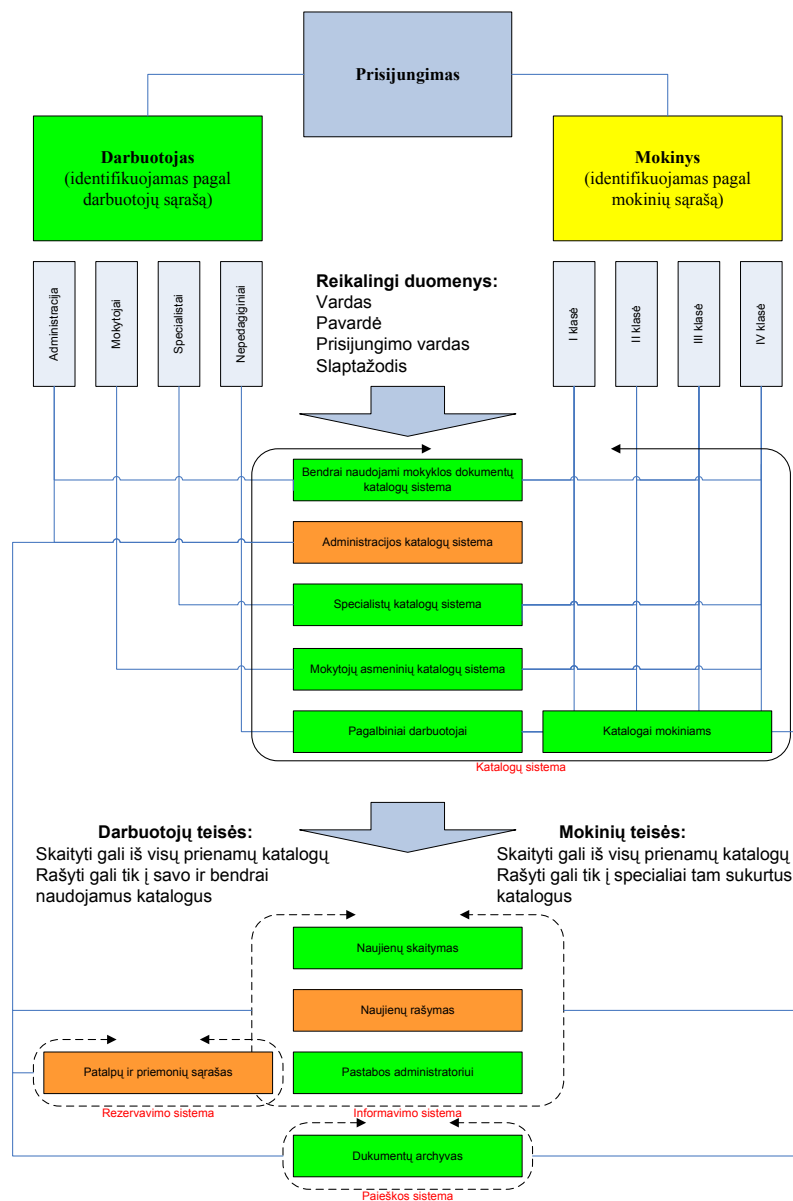 Prisijungimas
Darbuotojas
(identifikuojamas pagal
darbuotojų sąrašą)
Mokinys
(identifikuojamas pagal
mokinių sąrašą)
Administracija
Mokytojai
Specialistai
Nepedagiginiai
Reikalingi duomenys:
Vardas
Pavardė
Prisijungimo vardas
Slaptažodis
I klasė
II klasė
III klasė
IV klasė
Bendrai naudojami mokyklos dokumentų
katalogų sistema
Administracijos katalogų sistema
Specialistų katalogų sistema
Mokytojų asmeninių katalogų sistema
Pagalbiniai darbuotojai
Katalogai mokiniams
Katalogų sistema
Darbuotojų teisės:
Skaityti gali iš visų prienamų katalogų
Rašyti gali tik į savo ir bendrai
naudojamus katalogus
Mokinių teisės:
Skaityti gali iš visų prienamų katalogų
Rašyti gali tik į specialiai tam sukurtus
katalogus
Naujienų skaitymas
Naujienų rašymas
Patalpų ir priemonių sąrašas
Pastabos administratoriui
Rezervavimo sistema
Informavimo sistema
Dukumentų archyvas
Paieškos sistema